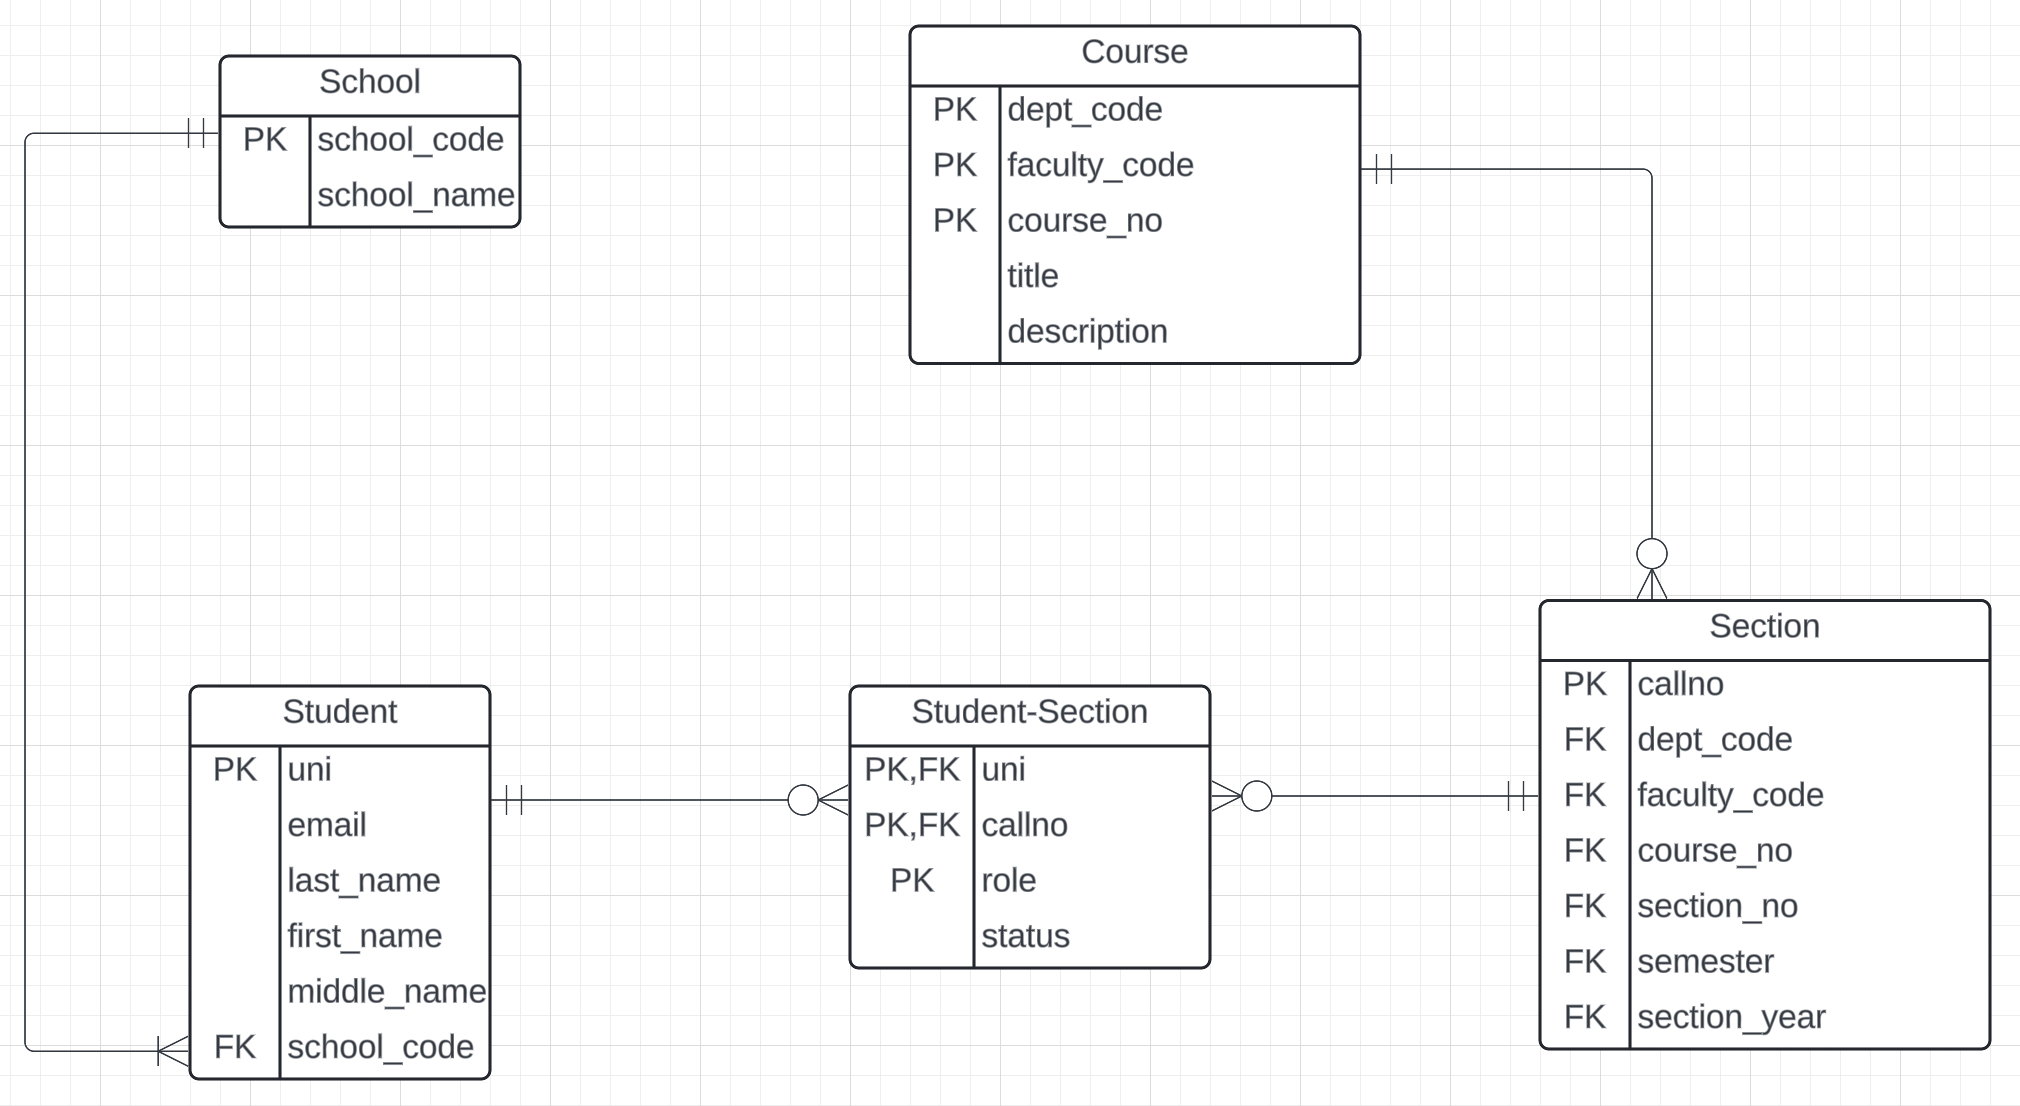 School
PK school_code
school_name
Course
PK dept_code
PK faculty_code
PK course_no
title
description
Student
PK uni
email
last_name
first_name
middle_name
FK school_code
Student-Section
PK,FK uni
PK,FK callno
PK role
status
Section
PK callno
FK dept_code
FK faculty_code
FK course_no
FK section_no
FK semester
FK section_year